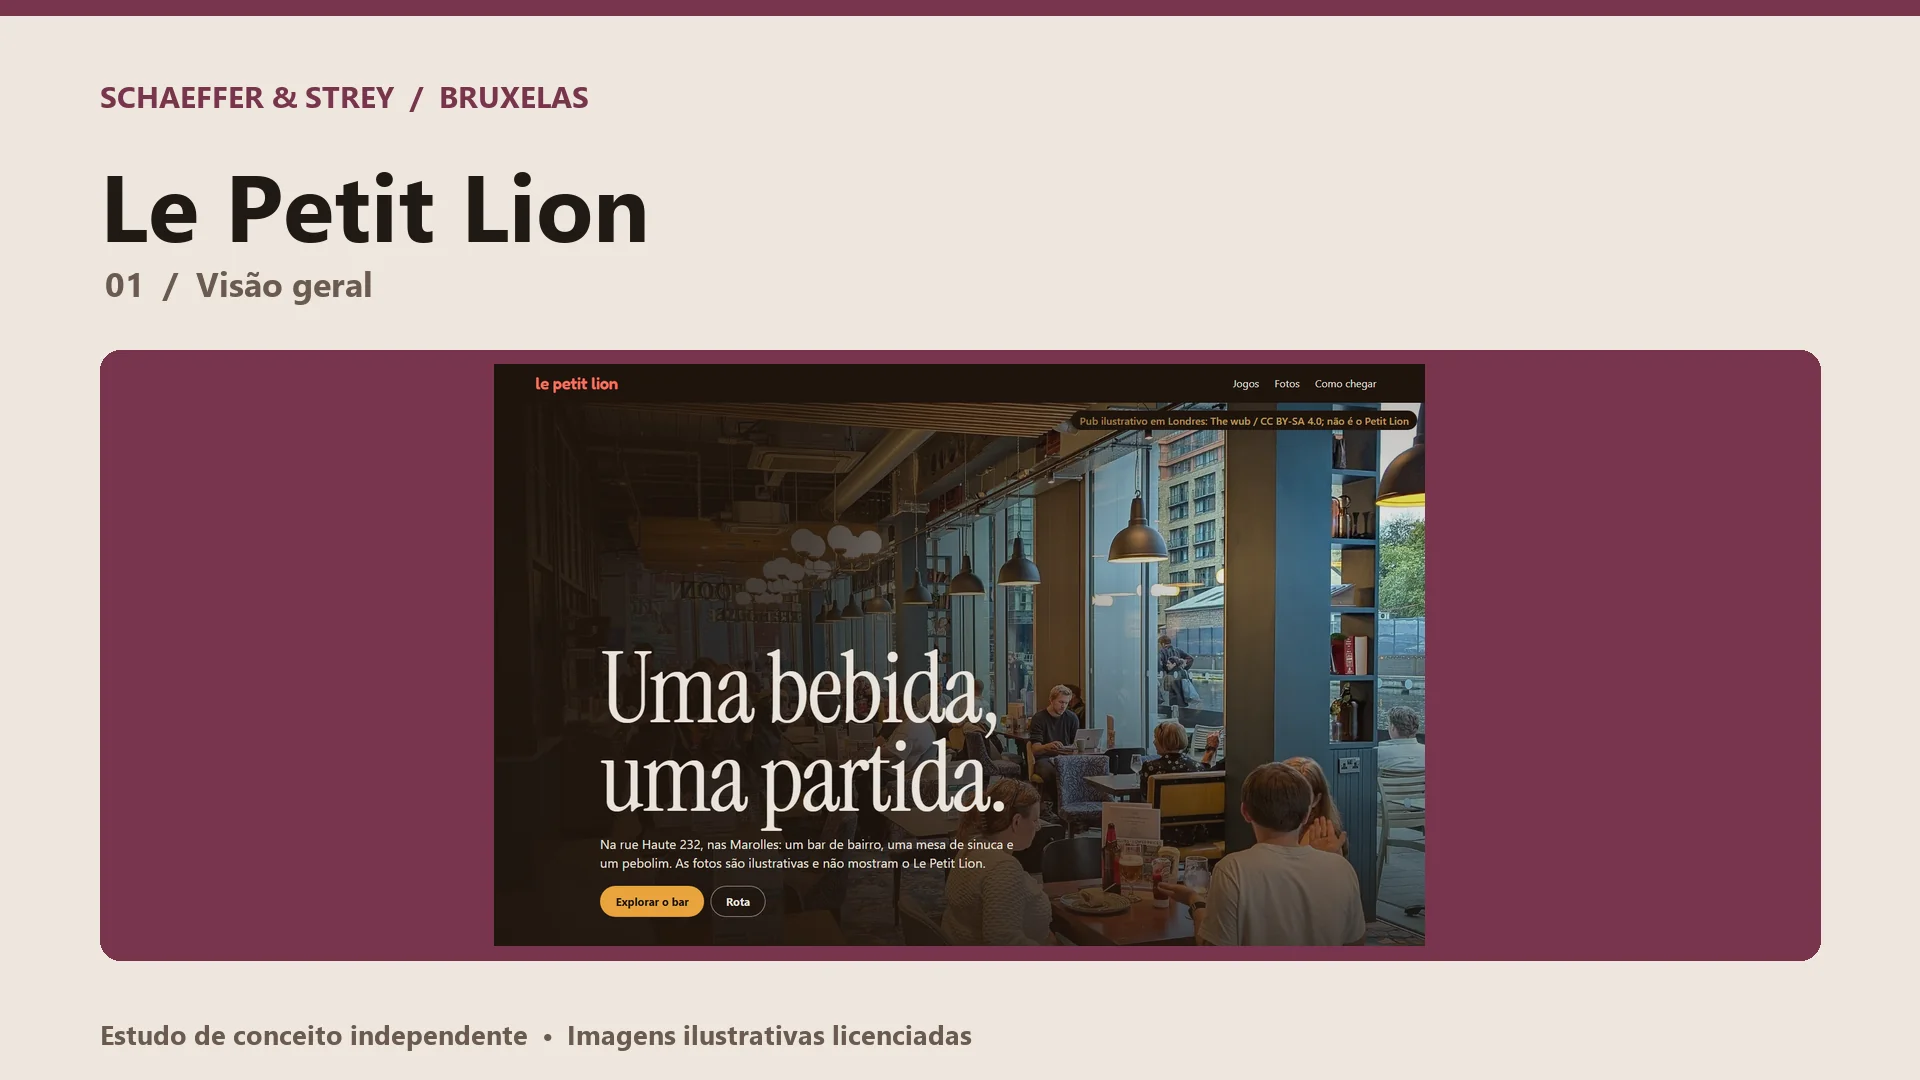 SCHAEFFER & STREY / BRUXELAS
Le Petit Lion
01 / Visão geral
le petit lion
Jogos Fotos Como chegar
Pub ilustrativo em Londres: The wub / CC BY-SA 4.0; não é o Petit Lion
Uma bebida,
uma partida.
Na rue Haute 232, nas Marolles: um bar de bairro, uma mesa de sinuca e
um pebolim. As fotos são ilustrativas e não mostram o Le Petit Lion.
Explorar o bar Rota
Estudo de conceito independente • Imagens ilustrativas licenciadas